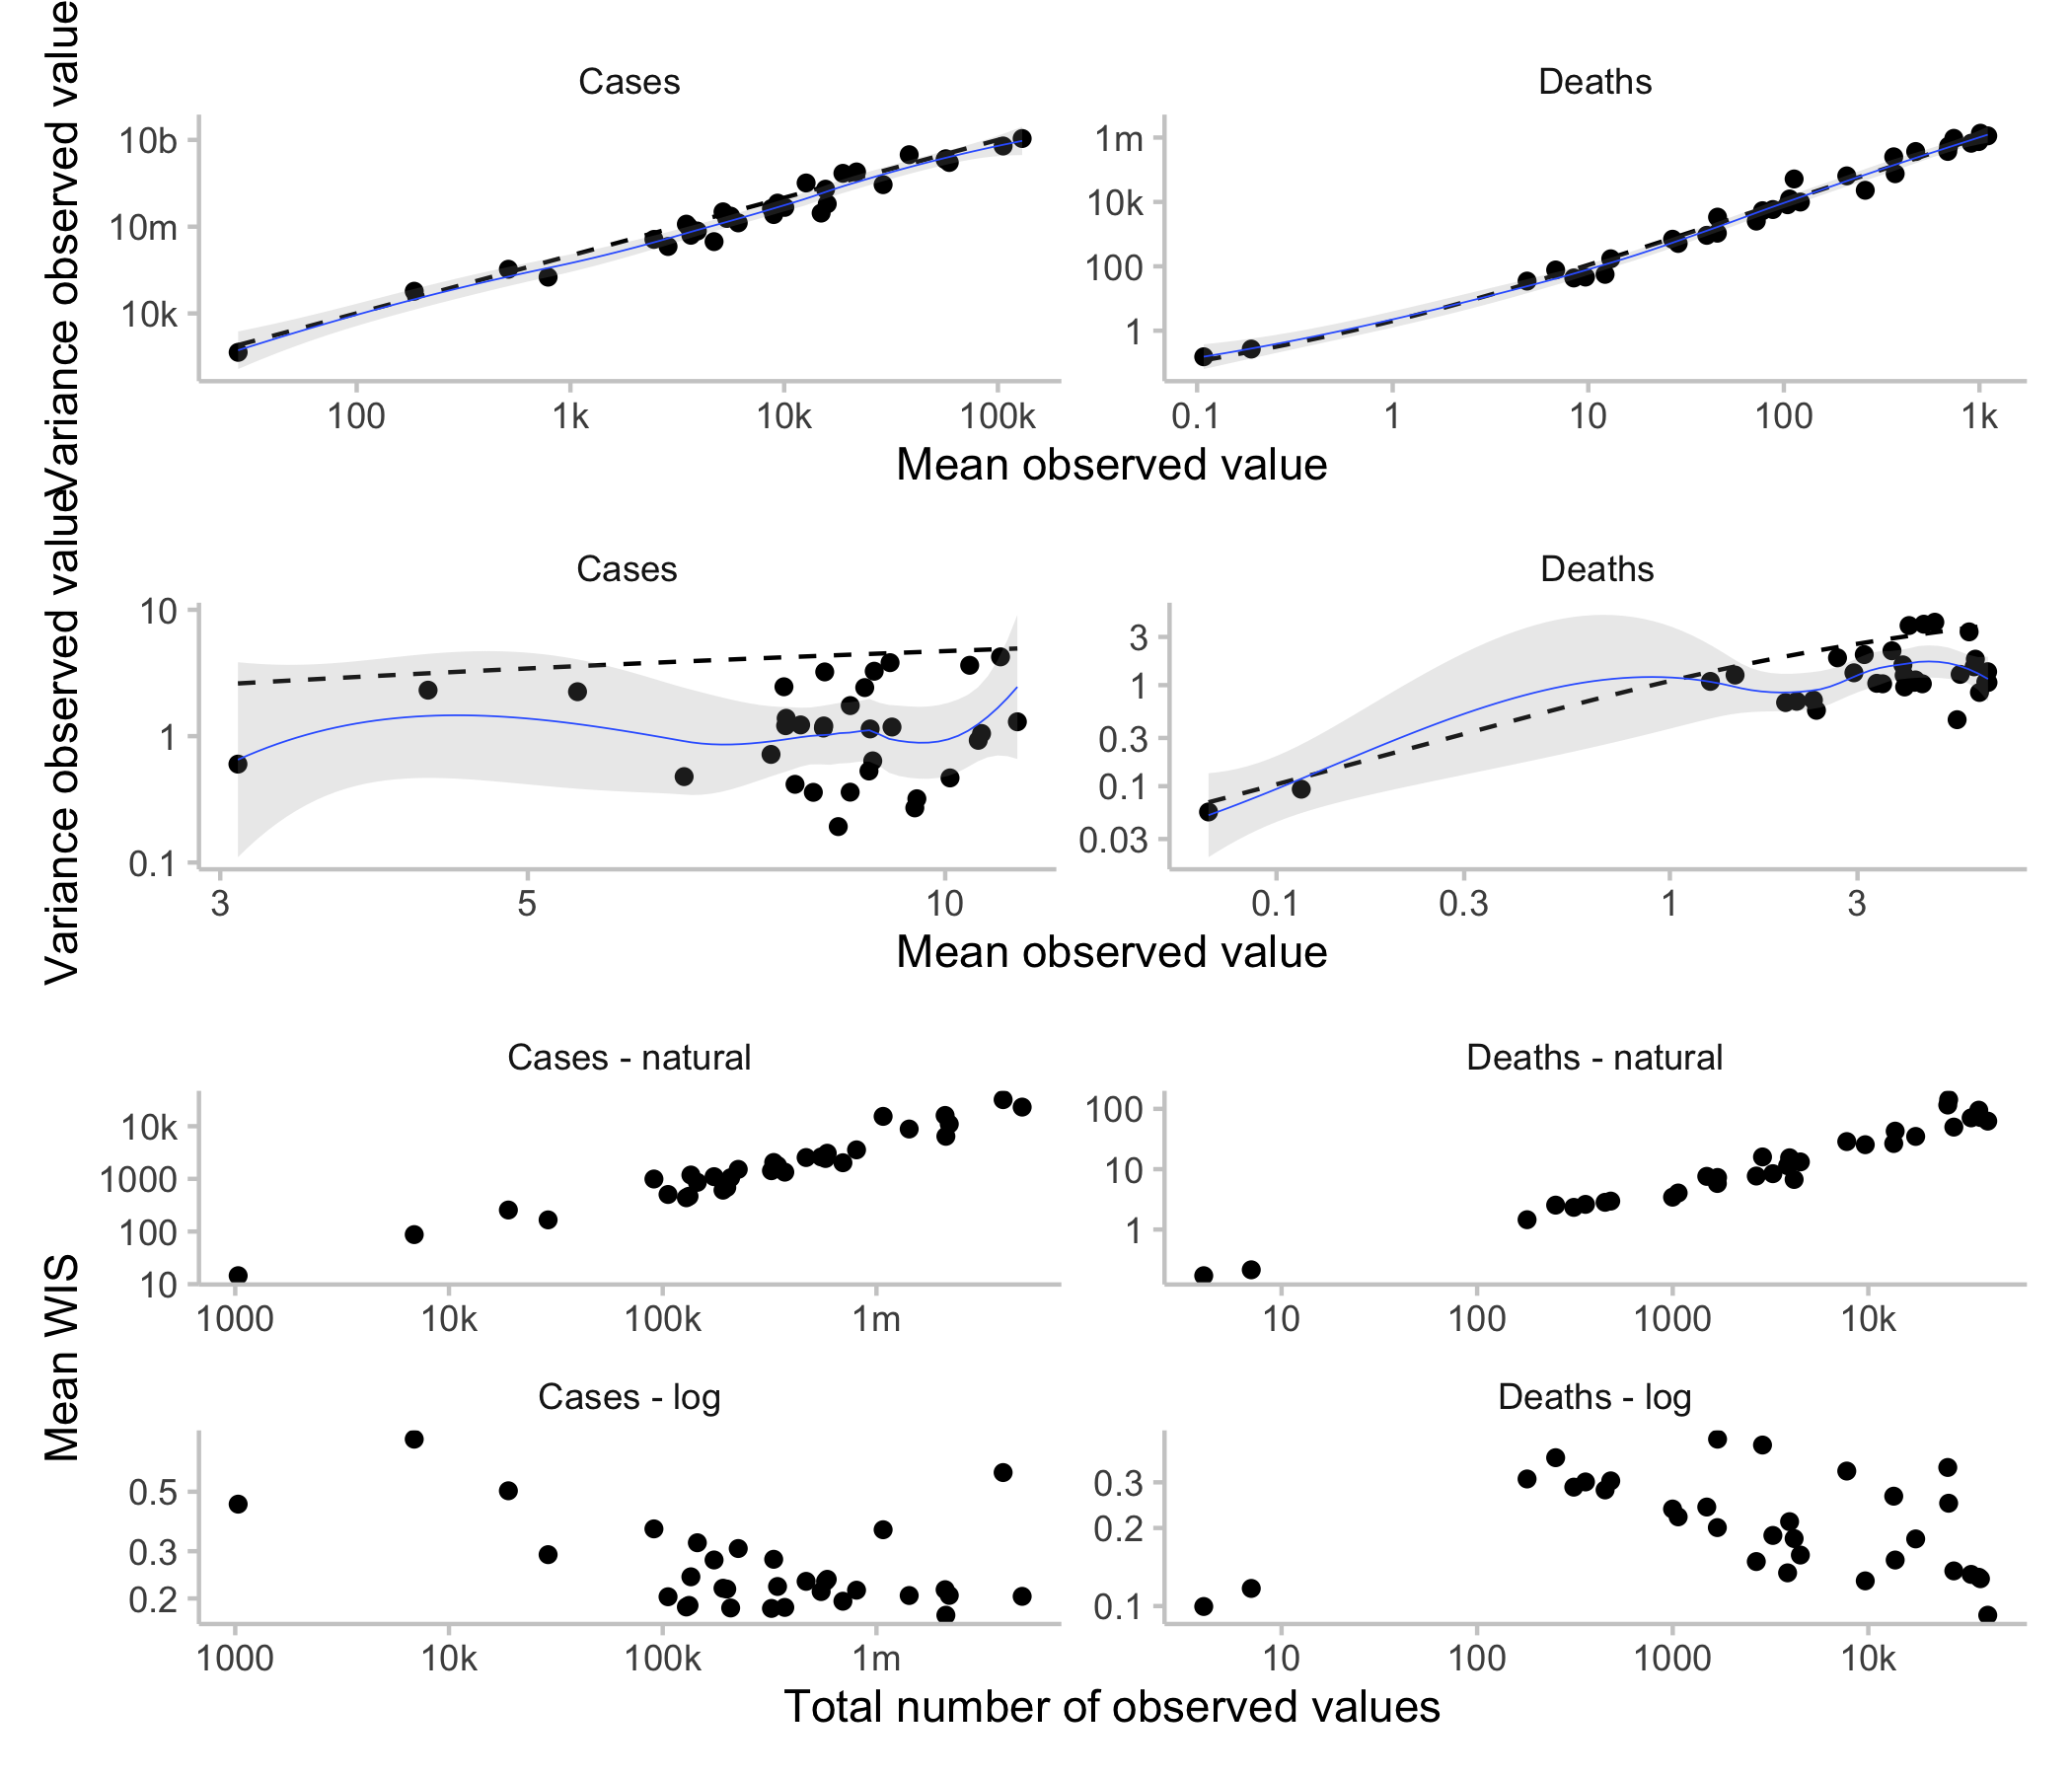 Cases
Deaths
Variance observed value
10b
10m
10k
1m
10k
100
1
100
1k
10k
100k
0.1
1
10
100
1k
Mean observed value
Cases
Deaths
Variance observed value
10
1
0.1
3
1
0.3
0.1
0.03
3
5
10
0.1
0.3
1
3
Mean observed value
Cases - natural
Deaths - natural
Mean WIS
10k
1000
100
10
100
10
1
1000
10k
100k
1m
10
100
1000
10k
Cases - log
Deaths - log
0.5
0.3
0.2
0.3
0.2
0.1
1000
10k
100k
1m
10
100
1000
10k
Total number of observed values